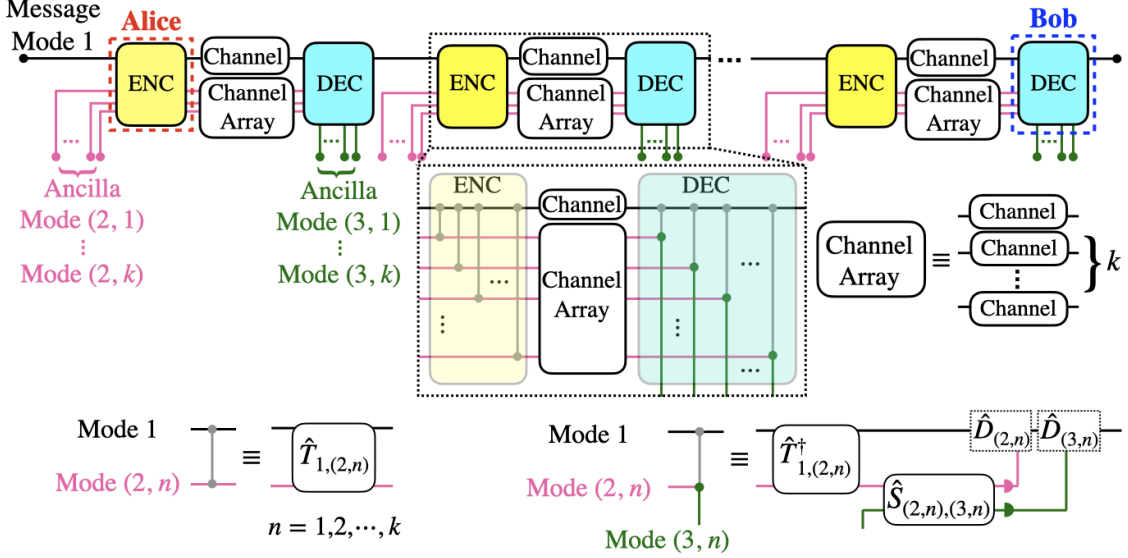 Message
Mode 1
Alice
Bob
ENC
Channel
Channel
Array
DEC
ENC
Channel
Channel
Array
DEC
...
ENC
Channel
Channel
Array
DEC
...
...
...
...
...
...
Ancilla
Mode (2, 1)
⋮
Mode (2, k)
Ancilla
Mode (3, 1)
⋮
Mode (3, k)
ENC
Channel
DEC
Channel
Array
...
⋮
...
⋮
...
Channel
Array
≡
Channel
Channel
⋮
Channel
} k
Mode 1
Mode (2, n)
≡
T̂₁,(2,n)
n = 1,2,⋯, k
Mode 1
Mode (2, n)
Mode (3, n)
≡
T̂†₁,(2,n)
Ŝ(2,n),(3,n)
D̂(2,n)
D̂(3,n)